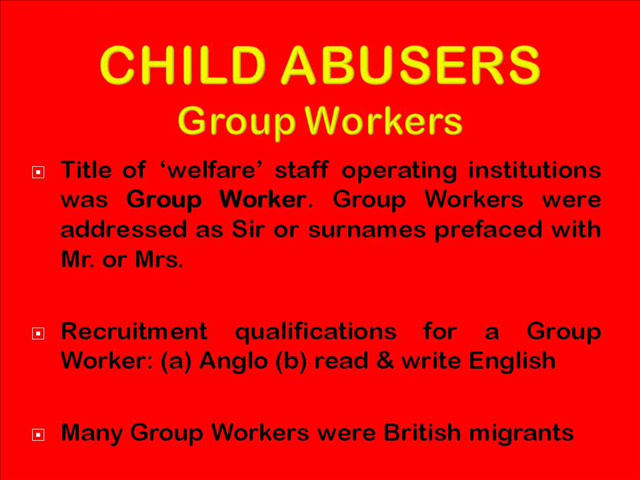 CHILD ABUSERS
Group Workers
Title of ‘welfare’ staff operating institutions
was Group Worker. Group Workers were
addressed as Sir or surnames prefaced with
Mr. or Mrs.
Recruitment qualifications for a Group
Worker: (a) Anglo (b) read & write English
Many Group Workers were British migrants